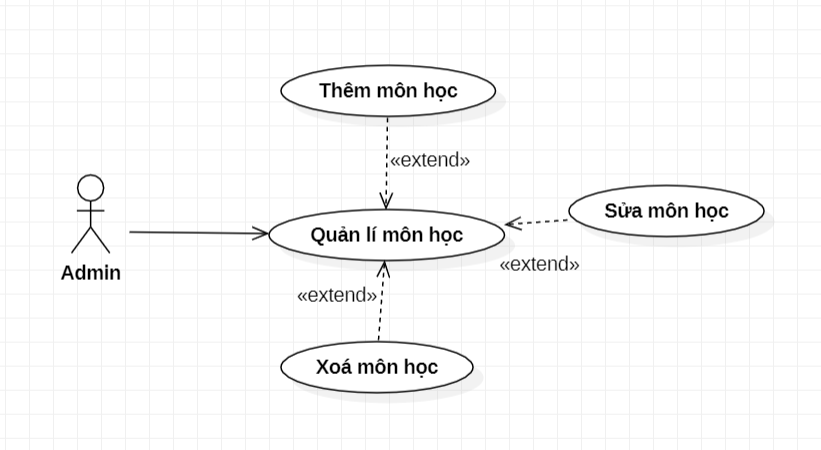 Thêm môn học
«extend»
Sửa môn học
Quản lí môn học
«extend»
Admin
«extend»
Xoá môn học